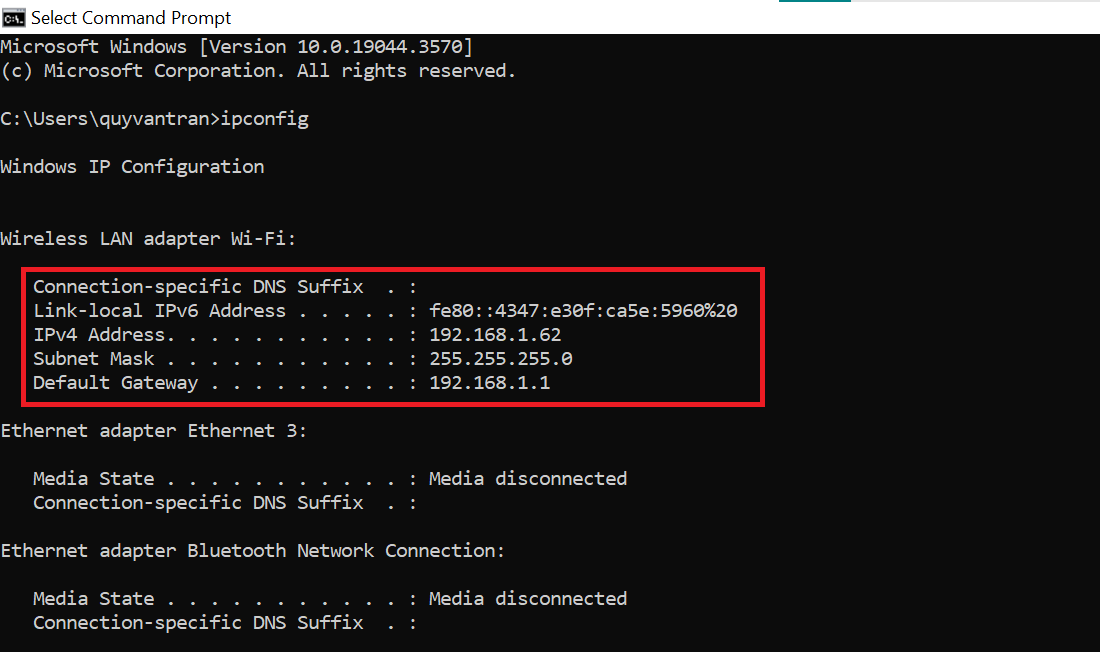 Select Command Prompt
Microsoft Windows [Version 10.0.19044.3570]
(c) Microsoft Corporation. All rights reserved.
C:\Users\quyvantran>ipconfig
Windows IP Configuration
Wireless LAN adapter Wi-Fi:
Connection-specific DNS Suffix  . :
Link-local IPv6 Address . . . . . : fe80::4347:e30f:ca5e:5960%20
IPv4 Address. . . . . . . . . . . : 192.168.1.62
Subnet Mask . . . . . . . . . . . : 255.255.255.0
Default Gateway . . . . . . . . . : 192.168.1.1
Ethernet adapter Ethernet 3:
Media State . . . . . . . . . . . : Media disconnected
Connection-specific DNS Suffix  . :
Ethernet adapter Bluetooth Network Connection:
Media State . . . . . . . . . . . : Media disconnected
Connection-specific DNS Suffix  . :